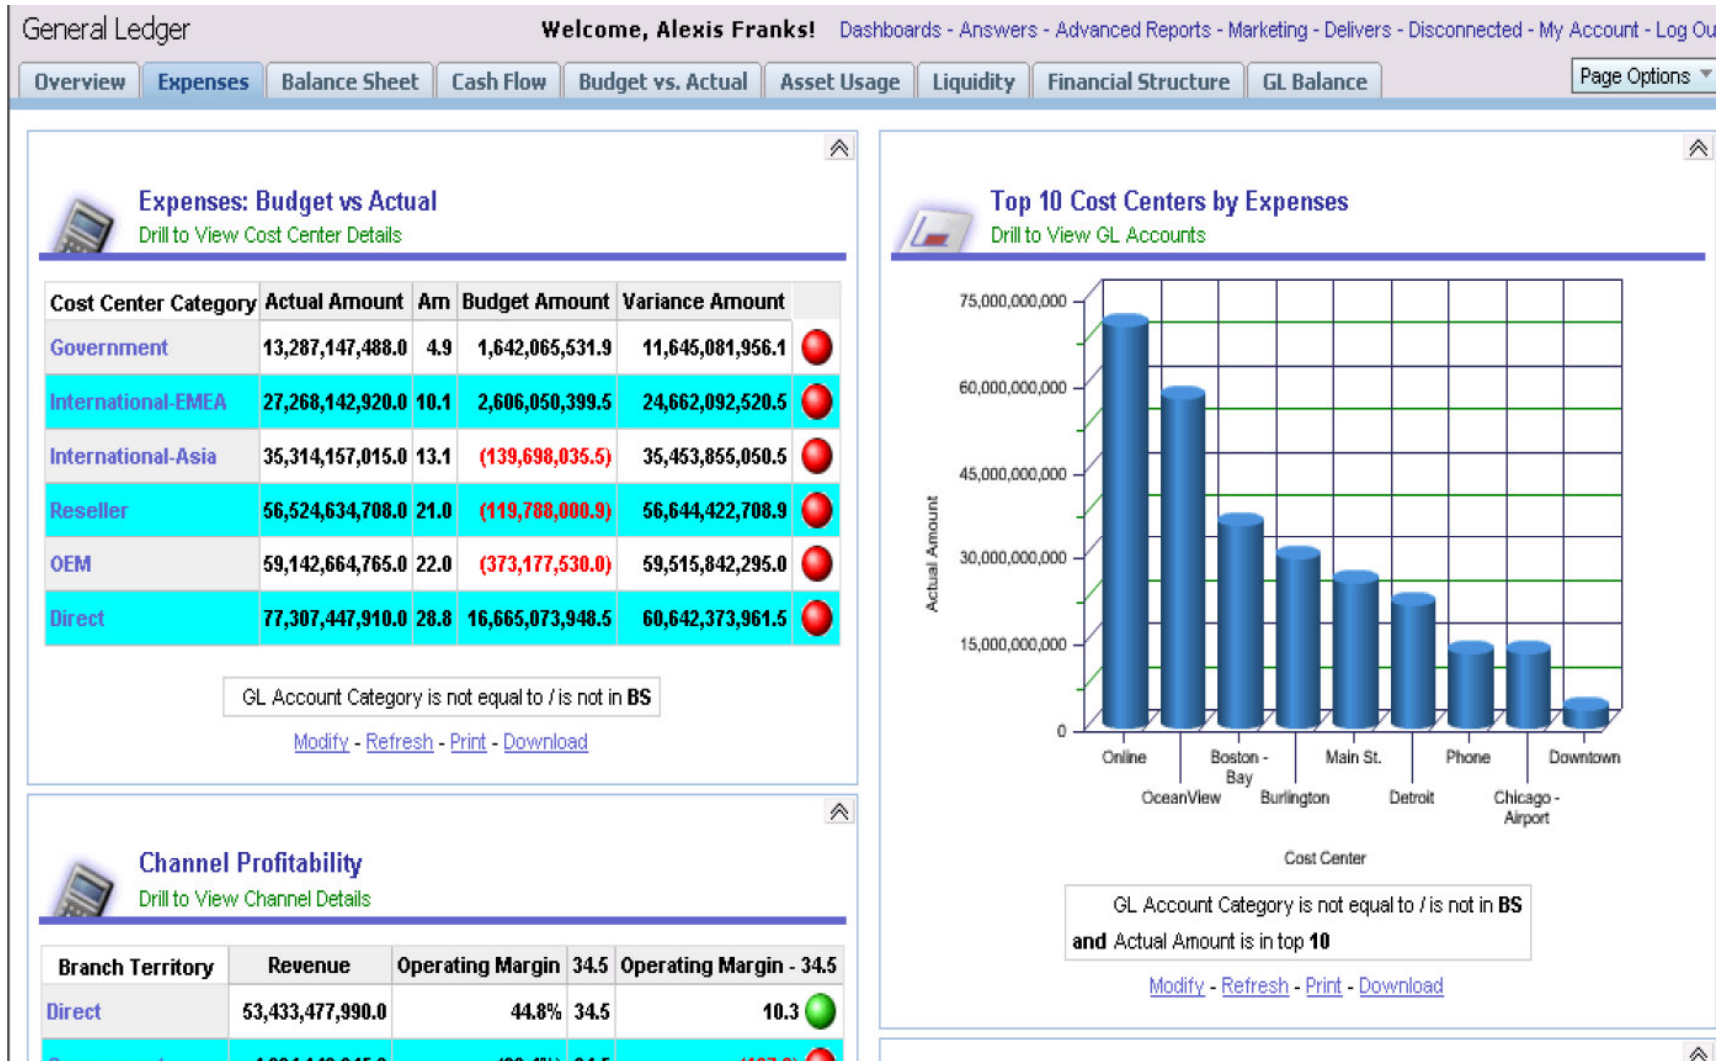 General Ledger
Welcome, Alexis Franks! Dashboards - Answers - Advanced Reports - Marketing - Delivers - Disconnected - My Account - Log Ou
Overview Expenses Balance Sheet Cash Flow Budget vs. Actual Asset Usage Liquidity Financial Structure GL Balance Page Options
Expenses: Budget vs Actual
Drill to View Cost Center Details
Cost Center Category Actual Amount Am Budget Amount Variance Amount
Government 13,287,147,488.0 4.9 1,642,065,531.9 11,645,081,956.1
International-EMEA 27,268,142,920.0 10.1 2,606,050,399.5 24,662,092,520.5
International-Asia 35,314,157,015.0 13.1 (139,698,035.5) 35,453,855,050.5
Reseller 56,524,634,708.0 21.0 (119,788,000.9) 56,644,422,708.9
OEM 59,142,664,765.0 22.0 (373,177,530.0) 59,515,842,295.0
Direct 77,307,447,910.0 28.8 16,665,073,948.5 60,642,373,961.5
GL Account Category is not equal to / is not in BS
Modify - Refresh - Print - Download
Channel Profitability
Drill to View Channel Details
Branch Territory Revenue Operating Margin 34.5 Operating Margin - 34.5
Direct 53,433,477,990.0 44.8% 34.5 10.3
Top 10 Cost Centers by Expenses
Drill to View GL Accounts
75,000,000,000
60,000,000,000
45,000,000,000
30,000,000,000
15,000,000,000
0
Actual Amount
Online
OceanView
Boston -
Bay
Burlington
Main St.
Detroit
Phone
Chicago -
Airport
Downtown
Cost Center
GL Account Category is not equal to / is not in BS
and Actual Amount is in top 10
Modify - Refresh - Print - Download